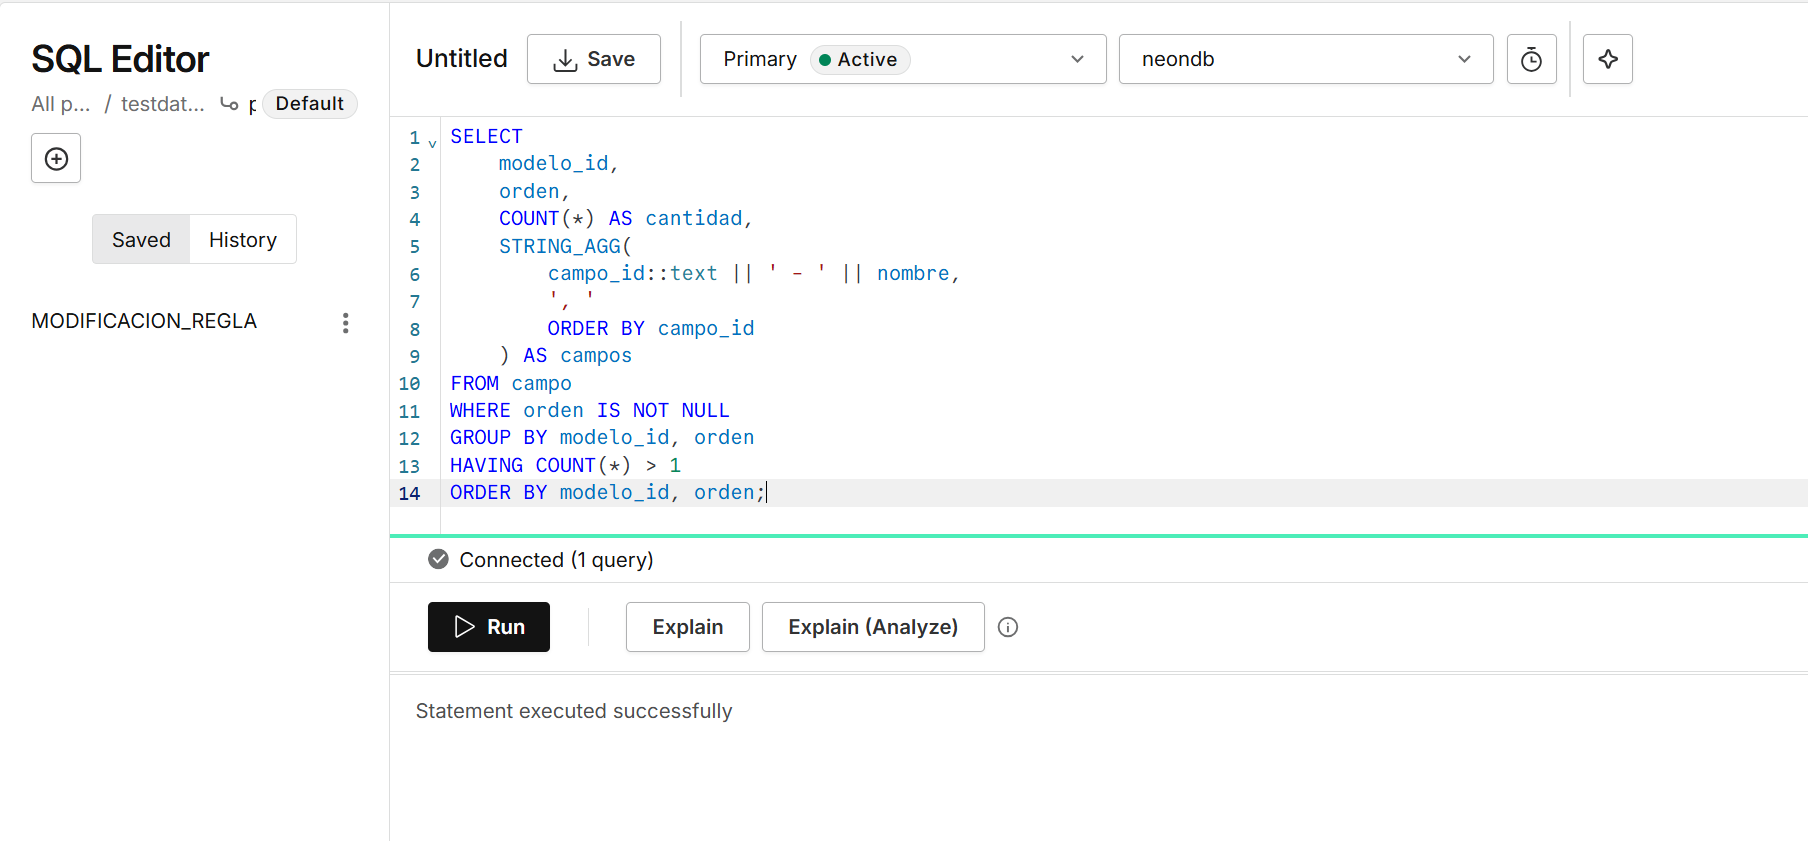 SQL Editor
All p... / testdat... p Default
Saved History
MODIFICACION_REGLA
Untitled Save Primary Active neondb
1 SELECT
2 modelo_id,
3 orden,
4 COUNT(*) AS cantidad,
5 STRING_AGG(
6 campo_id::text || ' - ' || nombre,
7 ', '
8 ORDER BY campo_id
9 ) AS campos
10 FROM campo
11 WHERE orden IS NOT NULL
12 GROUP BY modelo_id, orden
13 HAVING COUNT(*) > 1
14 ORDER BY modelo_id, orden;
Connected (1 query)
Run Explain Explain (Analyze)
Statement executed successfully